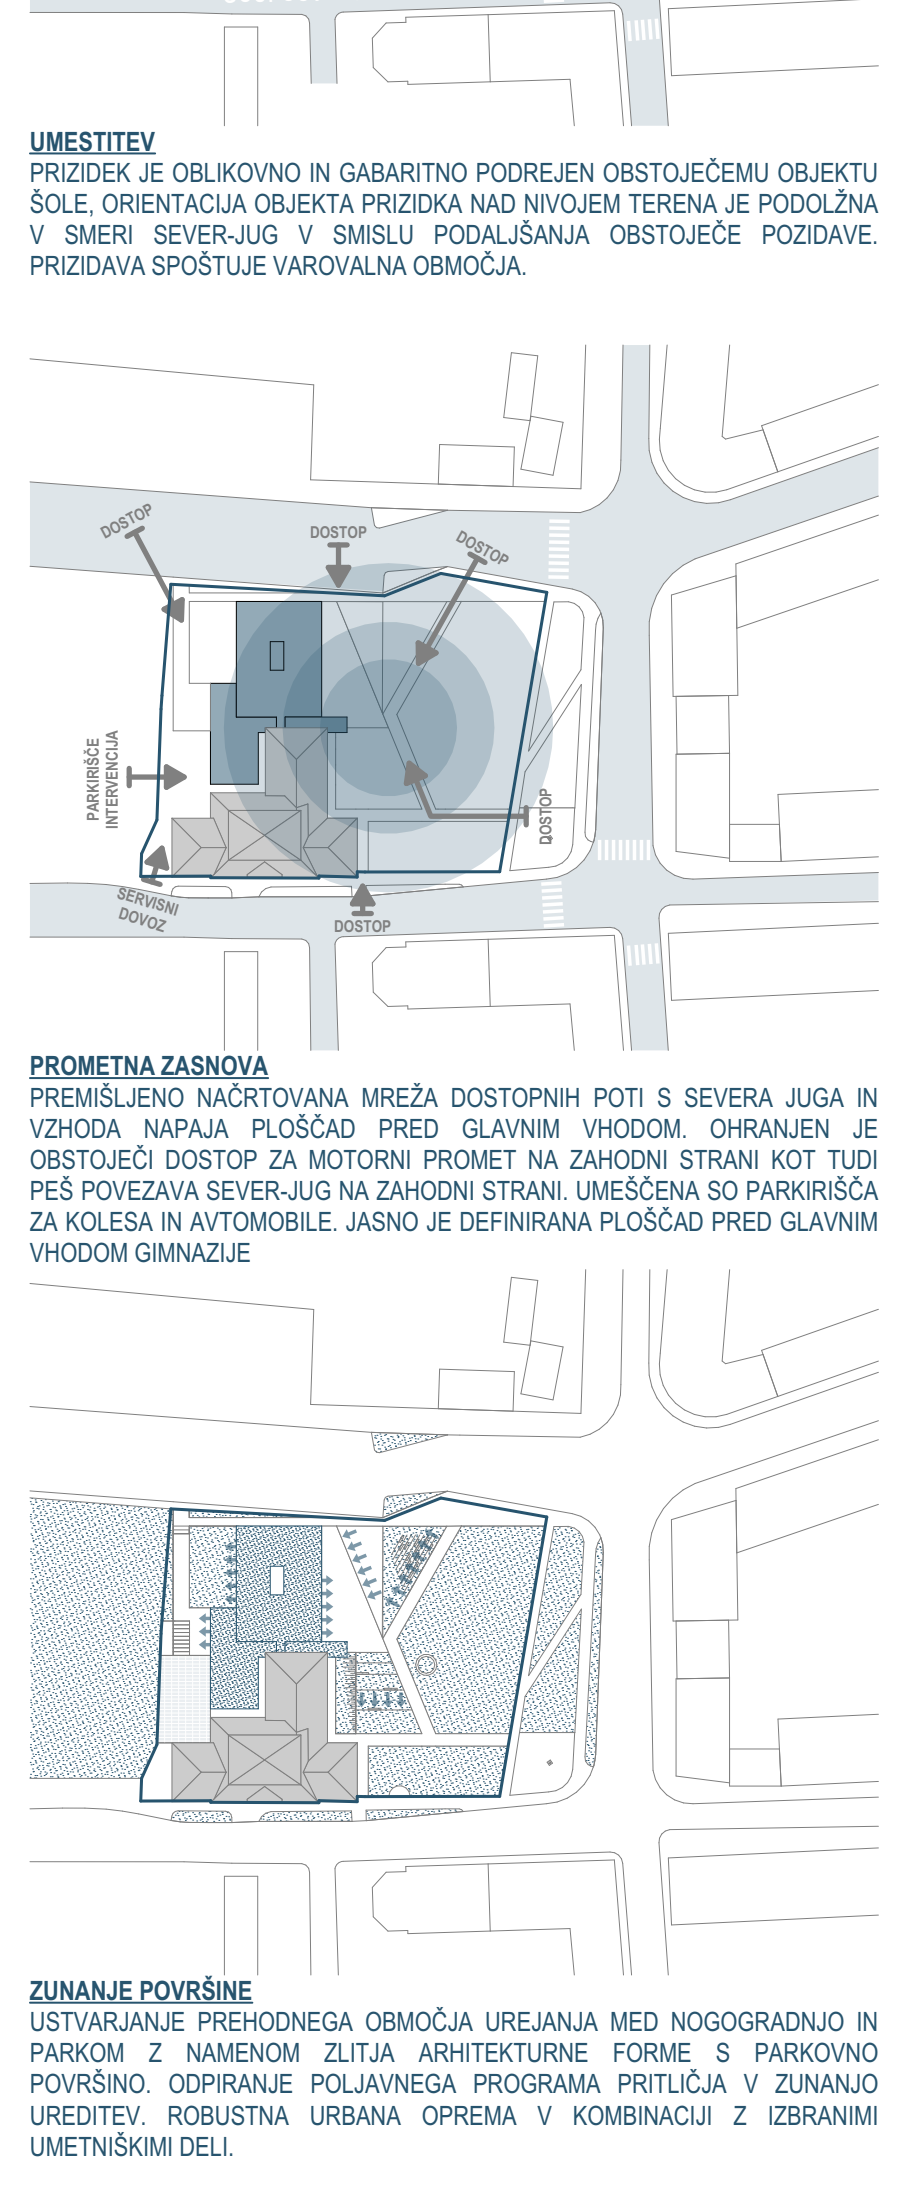 UMESTITEV
PRIZIDEK JE OBLIKOVNO IN GABARITNO PODREJEN OBSTOJEČEMU OBJEKTU
ŠOLE, ORIENTACIJA OBJEKTA PRIZIDKA NAD NIVOJEM TERENA JE PODOLŽNA
V SMERI SEVER-JUG V SMISLU PODALJŠANJA OBSTOJEČE POZIDAVE.
PRIZIDAVA SPOŠTUJE VAROVALNA OBMOČJA.
DOSTOP
DOSTOP
DOSTOP
PARKIRIŠČE
INTERVENCIJA
DOSTOP
SERVISNI
DOVOZ
DOSTOP
PROMETNA ZASNOVA
PREMIŠLJENO NAČRTOVANA MREŽA DOSTOPNIH POTI S SEVERA JUGA IN
VZHODA NAPAJA PLOŠČAD PRED GLAVNIM VHODOM. OHRANJEN JE
OBSTOJEČI DOSTOP ZA MOTORNI PROMET NA ZAHODNI STRANI KOT TUDI
PEŠ POVEZAVA SEVER-JUG NA ZAHODNI STRANI. UMEŠČENA SO PARKIRIŠČA
ZA KOLESA IN AVTOMOBILE. JASNO JE DEFINIRANA PLOŠČAD PRED GLAVNIM
VHODOM GIMNAZIJE
ZUNANJE POVRŠINE
USTVARJANJE PREHODNEGA OBMOČJA UREJANJA MED NOGOGRADNJO IN
PARKOM Z NAMENOM ZLITJA ARHITEKTURNE FORME S PARKOVNO
POVRŠINO. ODPIRANJE POLJAVNEGA PROGRAMA PRITLIČJA V ZUNANJO
UREDITEV. ROBUSTNA URBANA OPREMA V KOMBINACIJI Z IZBRANIMI
UMETNIŠKIMI DELI.